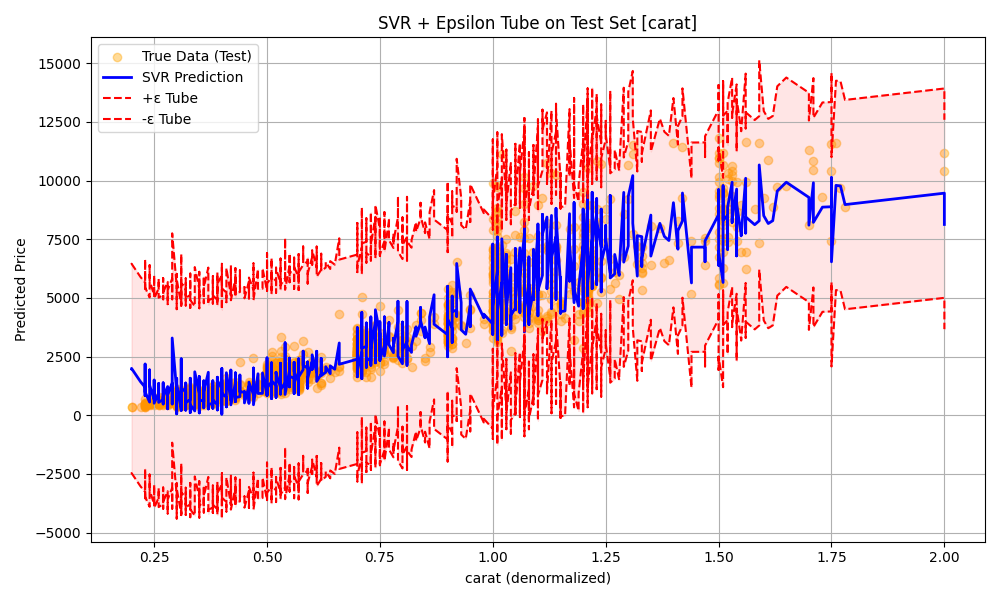 SVR + Epsilon Tube on Test Set [carat]
True Data (Test)
SVR Prediction
+ε Tube
-ε Tube
Predicted Price
15000
12500
10000
7500
5000
2500
0
−2500
−5000
0.25 0.50 0.75 1.00 1.25 1.50 1.75 2.00
carat (denormalized)